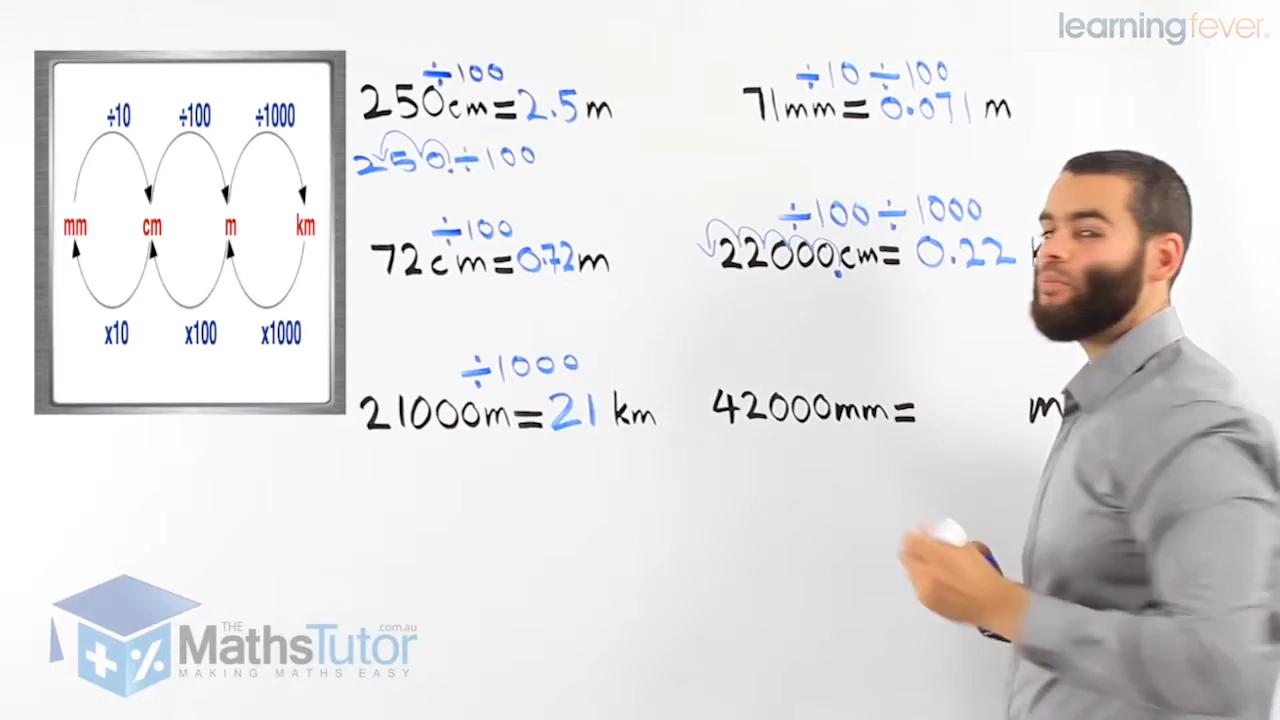 learningfever.
÷10 ÷100 ÷1000
mm cm m km
x10 x100 x1000
÷100
250cm=2.5m
250.÷100
÷100
72cm=0.72m
÷1000
21000m=21 km
÷10 ÷100
71mm=0.071 m
÷100÷1000
22000.cm=0.22
42000mm= m
THE
MathsTutor
.com.au
MAKING MATHS EASY